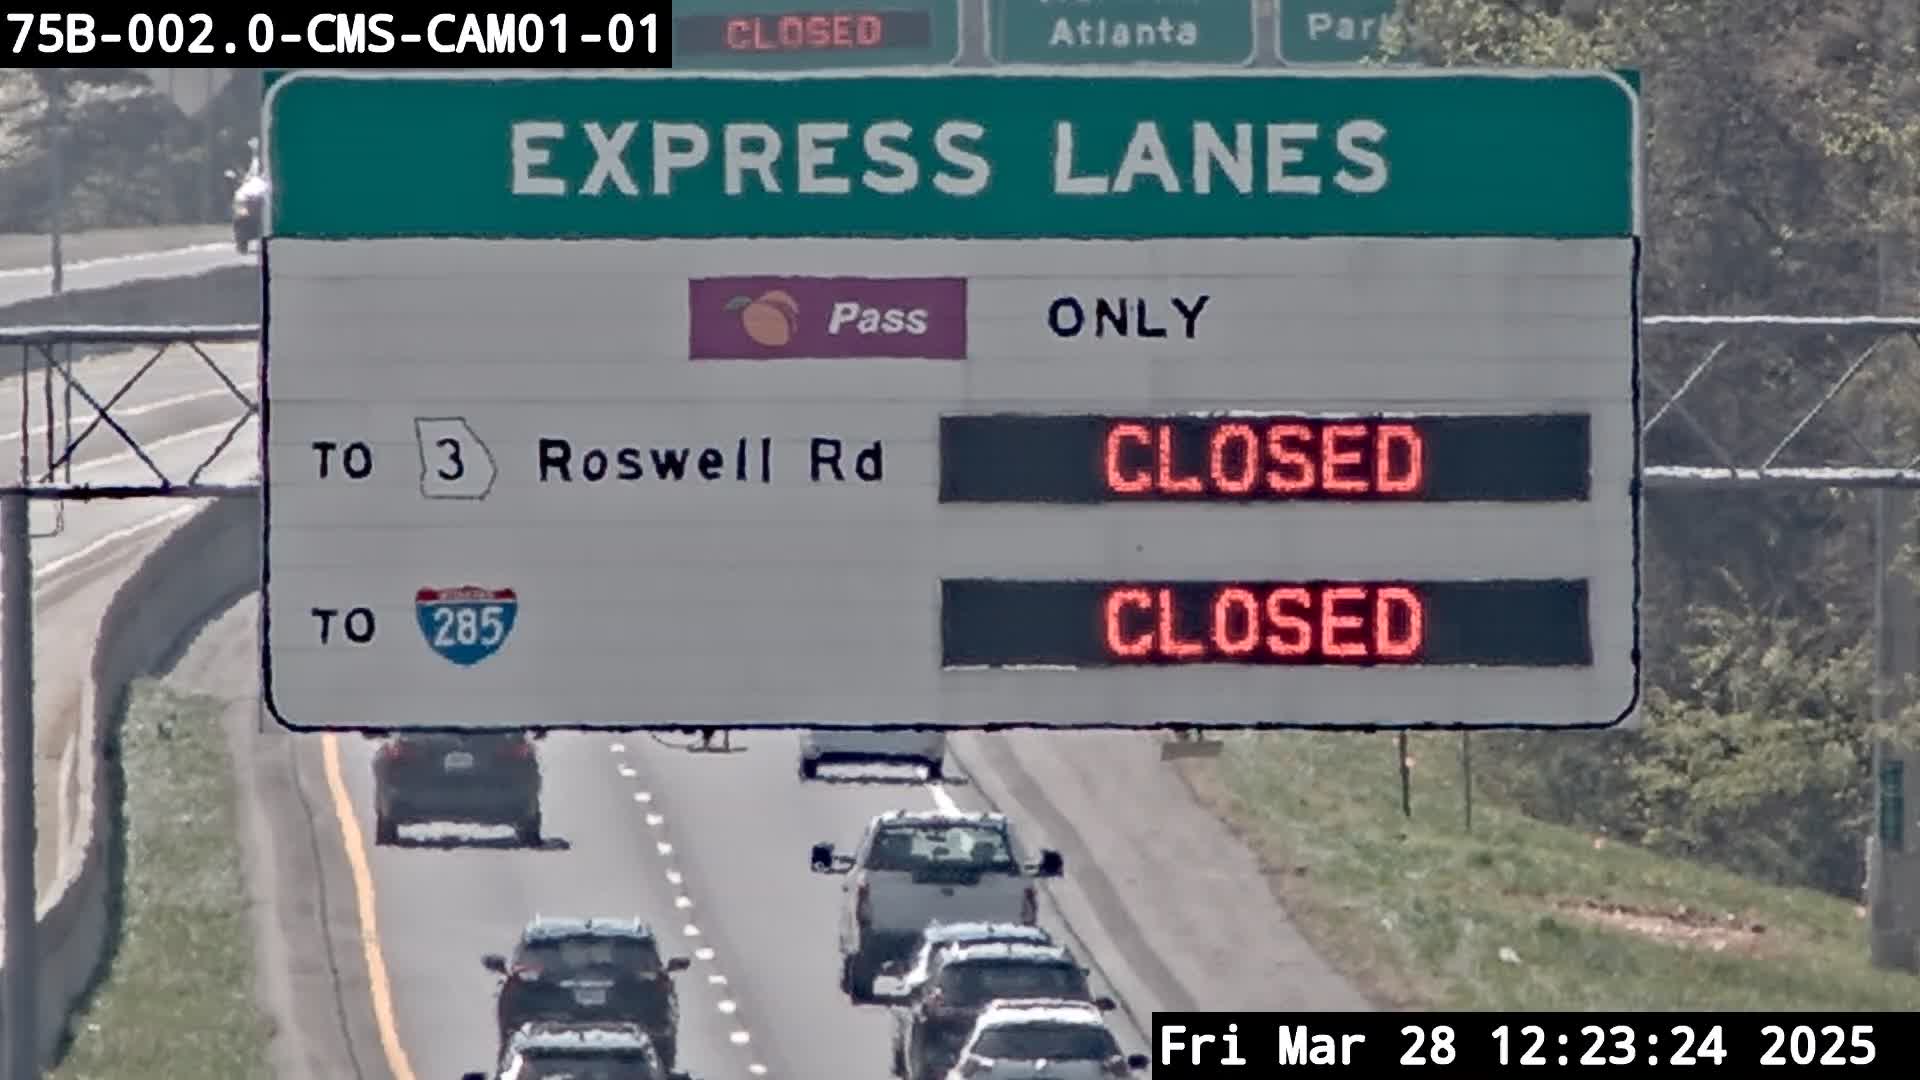 75B-002.0-CMS-CAM01-01
CLOSED
Atlanta
EXPRESS LANES
Pass ONLY
TO 3 Roswell Rd CLOSED
TO 285 CLOSED
Fri Mar 28 12:23:24 2025